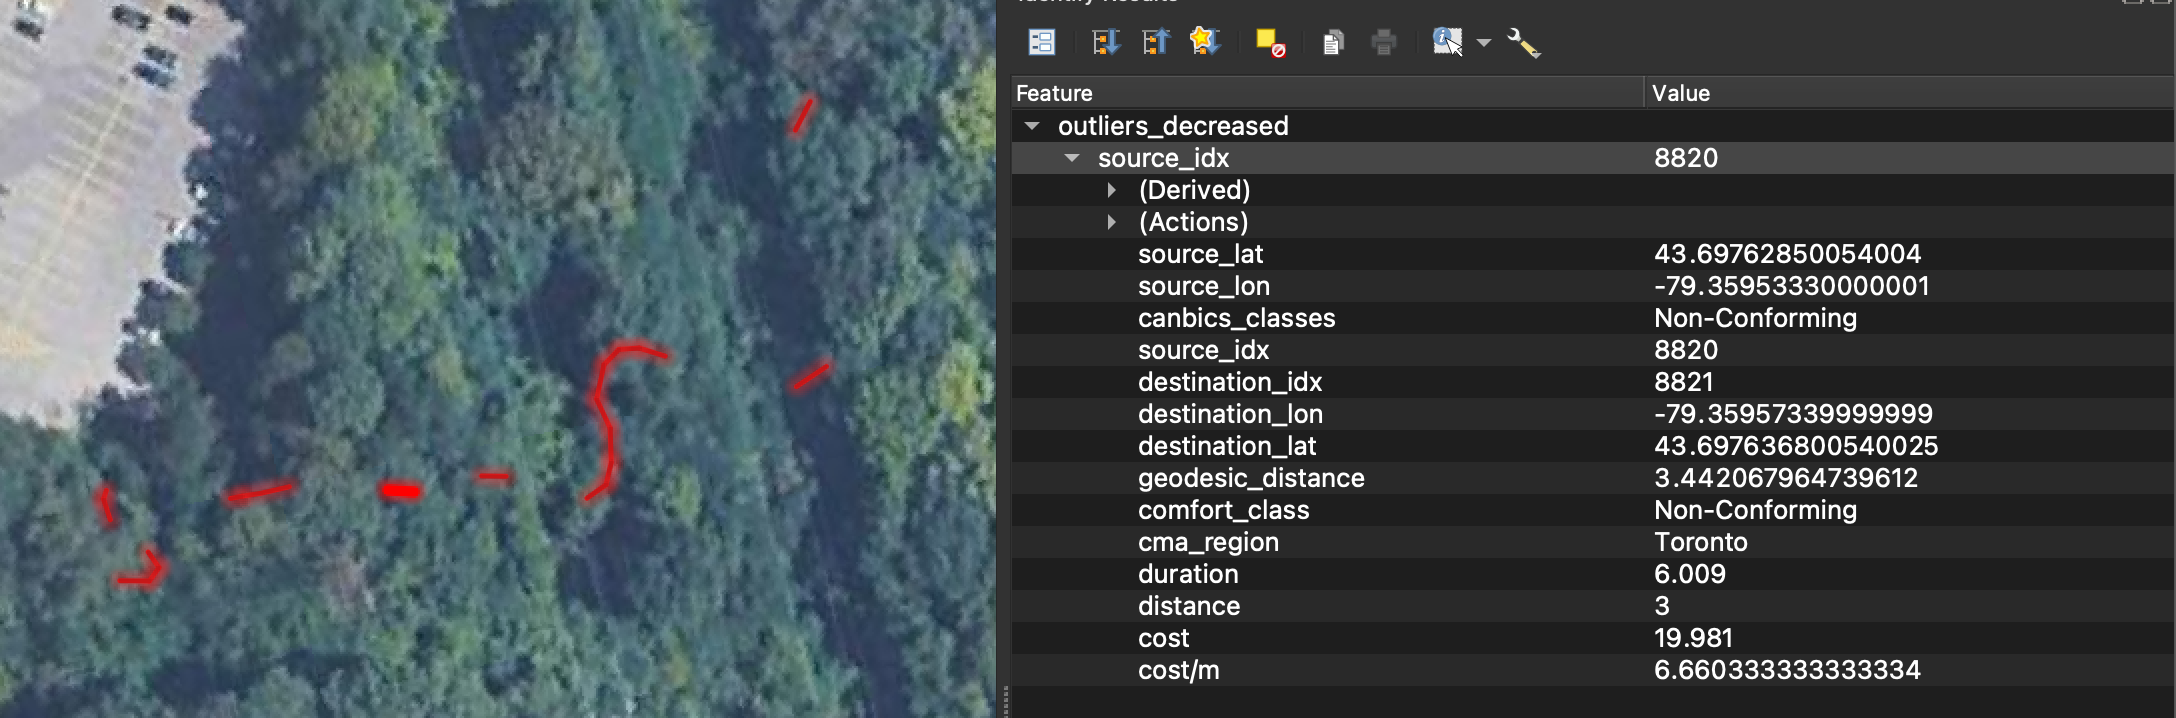 Identify Results
Feature Value
outliers_decreased
source_idx 8820
(Derived)
(Actions)
source_lat 43.69762850054004
source_lon -79.35953330000001
canbics_classes Non-Conforming
source_idx 8820
destination_idx 8821
destination_lon -79.35957339999999
destination_lat 43.697636800540025
geodesic_distance 3.442067964739612
comfort_class Non-Conforming
cma_region Toronto
duration 6.009
distance 3
cost 19.981
cost/m 6.660333333333334